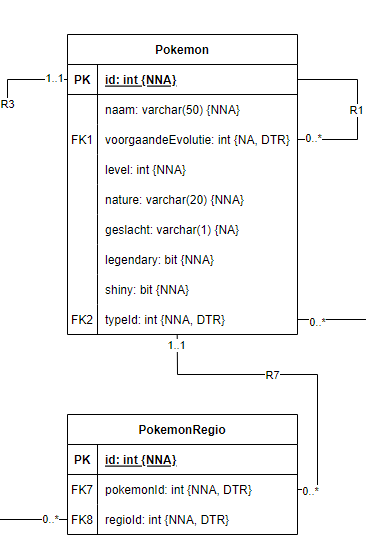 Pokemon
1..1 PK id: int {NNA}
R3
naam: varchar(50) {NNA}
R1
FK1 voorgaandeEvolutie: int {NA, DTR} 0..*
level: int {NNA}
nature: varchar(20) {NNA}
geslacht: varchar(1) {NA}
legendary: bit {NNA}
shiny: bit {NNA}
FK2 typeId: int {NNA, DTR} 0..*
1..1
R7
PokemonRegio
PK id: int {NNA}
FK7 pokemonId: int {NNA, DTR} 0..*
0..* FK8 regioId: int {NNA, DTR}